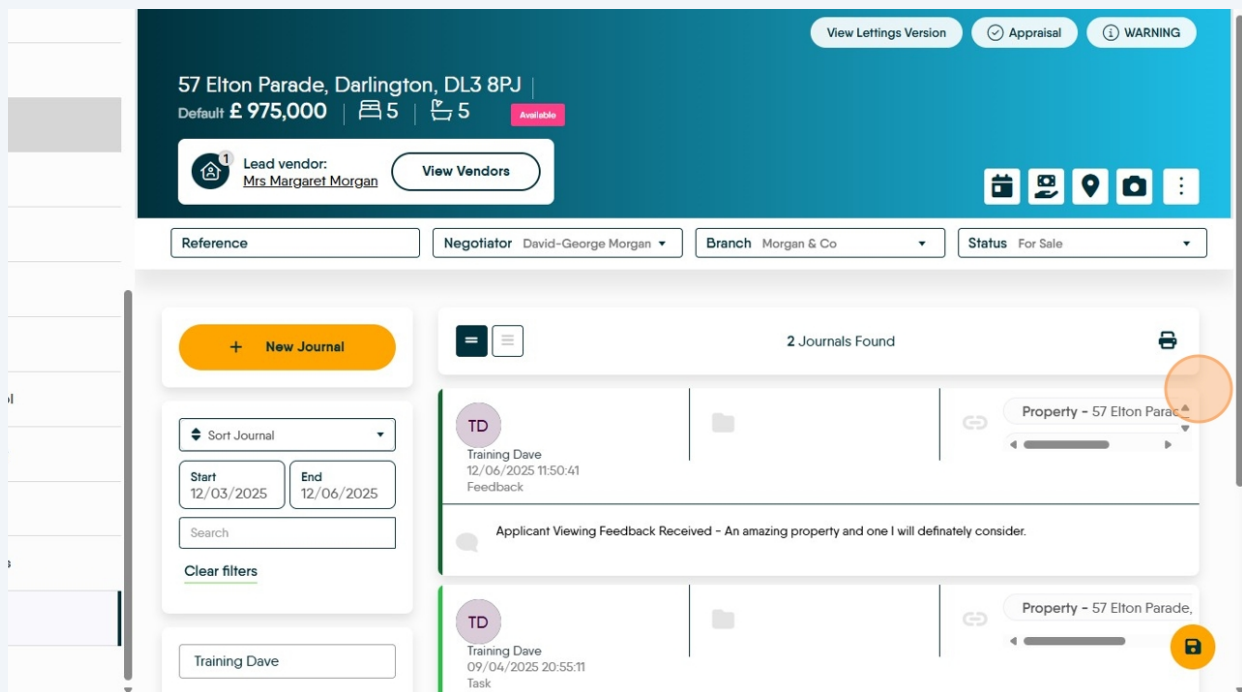 View Lettings Version
Appraisal
WARNING
57 Elton Parade, Darlington, DL3 8PJ
Default £ 975,000 5 5 Available
1
Lead vendor:
Mrs Margaret Morgan
View Vendors
Reference
Negotiator David-George Morgan
Branch Morgan & Co
Status For Sale
+ New Journal
2 Journals Found
Sort Journal
Start
12/03/2025
End
12/06/2025
Search
Clear filters
Training Dave
TD
Training Dave
12/06/2025 11:50:41
Feedback
Property - 57 Elton Parade
Applicant Viewing Feedback Received - An amazing property and one I will definately consider.
TD
Training Dave
09/04/2025 20:55:11
Task
Property - 57 Elton Parade,